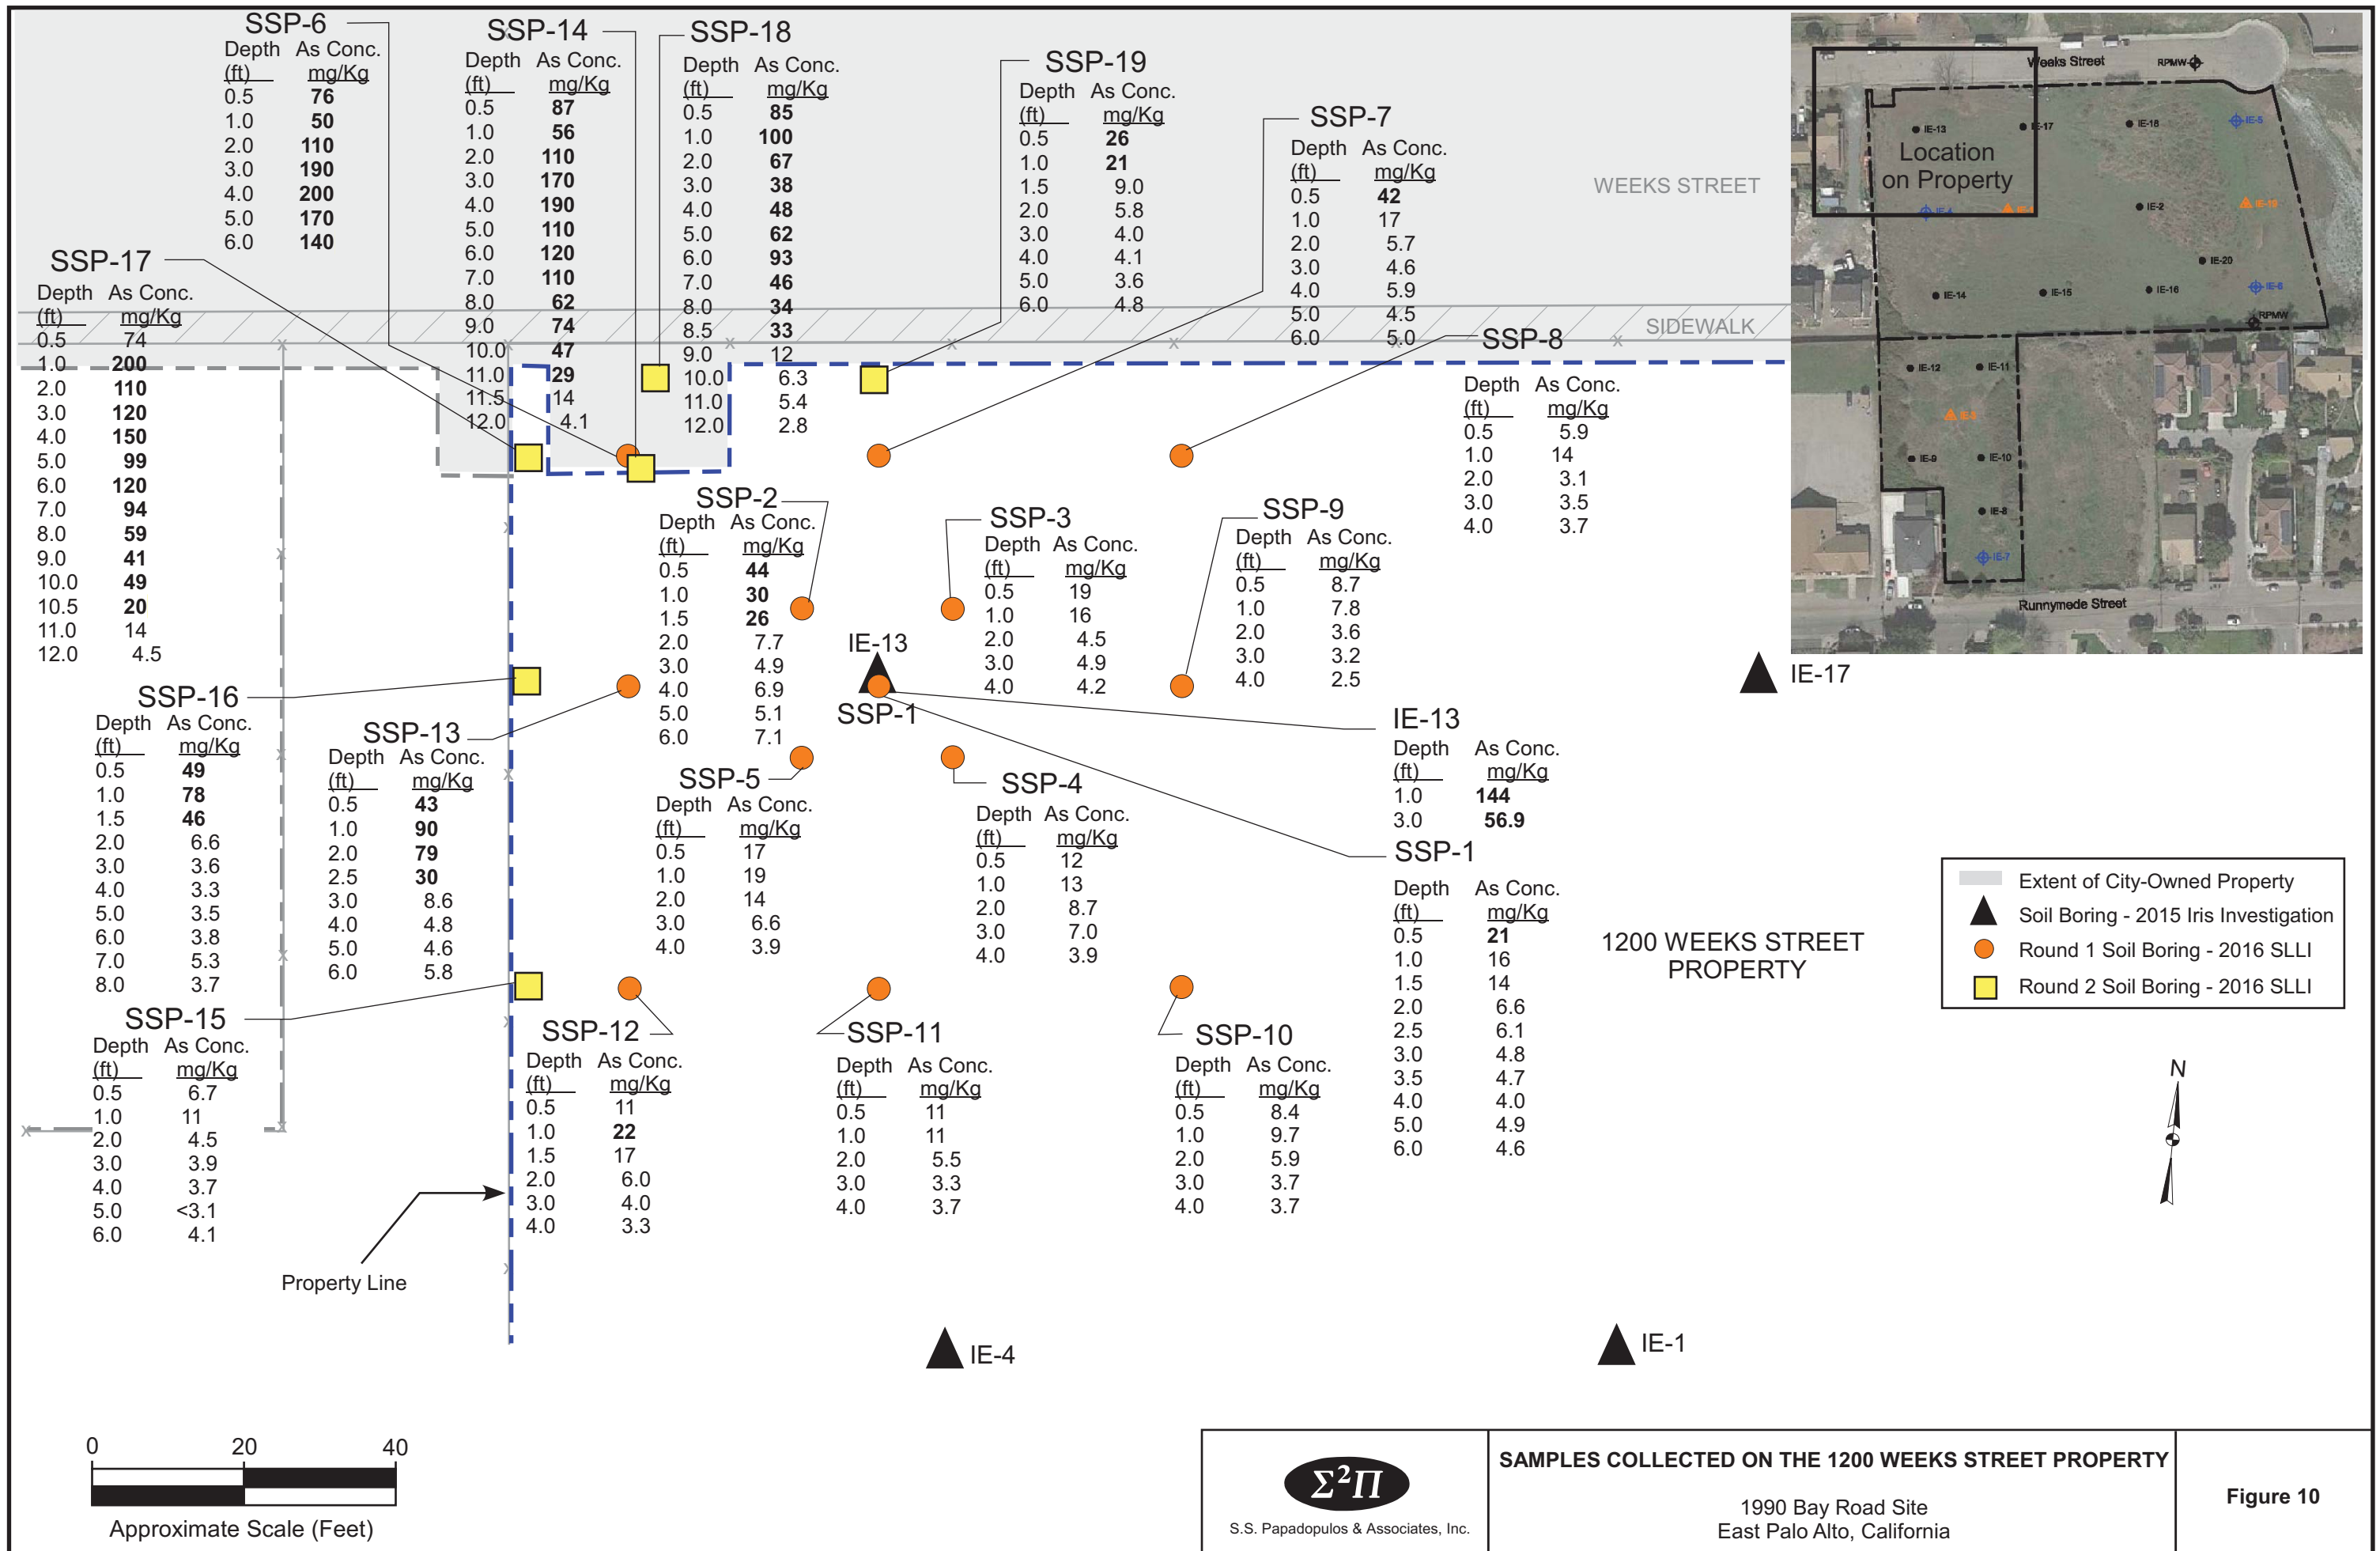 SSP-6
Depth As Conc.
(ft) mg/Kg
0.5 76
1.0 50
2.0 110
3.0 190
4.0 200
5.0 170
6.0 140
SSP-14
Depth As Conc.
(ft) mg/Kg
0.5 87
1.0 56
2.0 110
3.0 170
4.0 190
5.0 110
6.0 120
7.0 110
8.0 62
9.0 74
10.0 47
11.0 29
11.5 14
12.0 4.1
SSP-18
Depth As Conc.
(ft) mg/Kg
0.5 85
1.0 100
2.0 67
3.0 38
4.0 48
5.0 62
6.0 93
7.0 46
8.0 34
8.5 33
9.0 12
10.0 6.3
11.0 5.4
12.0 2.8
SSP-19
Depth As Conc.
(ft) mg/Kg
0.5 26
1.0 21
1.5 9.0
2.0 5.8
3.0 4.0
4.0 4.1
5.0 3.6
6.0 4.8
SSP-7
Depth As Conc.
(ft) mg/Kg
0.5 42
1.0 17
2.0 5.7
3.0 4.6
4.0 5.9
5.0 4.5
6.0 5.0
WEEKS STREET
SIDEWALK
Weeks Street
RPMW
IE-13
IE-17
IE-18
IE-5
Location
on Property
IE-4
IE-2
IE-19
IE-20
IE-14
IE-15
IE-16
IE-6
RPMW
IE-12
IE-11
IE-3
IE-9
IE-10
IE-8
IE-7
Runnymede Street
SSP-17
Depth As Conc.
(ft) mg/Kg
0.5 74
1.0 200
2.0 110
3.0 120
4.0 150
5.0 99
6.0 120
7.0 94
8.0 59
9.0 41
10.0 49
10.5 20
11.0 14
12.0 4.5
SSP-8
Depth As Conc.
(ft) mg/Kg
0.5 5.9
1.0 14
2.0 3.1
3.0 3.5
4.0 3.7
SSP-2
Depth As Conc.
(ft) mg/Kg
0.5 44
1.0 30
1.5 26
2.0 7.7
3.0 4.9
4.0 6.9
5.0 5.1
6.0 7.1
SSP-3
Depth As Conc.
(ft) mg/Kg
0.5 19
1.0 16
2.0 4.5
3.0 4.9
4.0 4.2
SSP-9
Depth As Conc.
(ft) mg/Kg
0.5 8.7
1.0 7.8
2.0 3.6
3.0 3.2
4.0 2.5
IE-13
SSP-1
IE-17
SSP-16
Depth As Conc.
(ft) mg/Kg
0.5 49
1.0 78
1.5 46
2.0 6.6
3.0 3.6
4.0 3.3
5.0 3.5
6.0 3.8
7.0 5.3
8.0 3.7
SSP-13
Depth As Conc.
(ft) mg/Kg
0.5 43
1.0 90
2.0 79
2.5 30
3.0 8.6
4.0 4.8
5.0 4.6
6.0 5.8
SSP-5
Depth As Conc.
(ft) mg/Kg
0.5 17
1.0 19
2.0 14
3.0 6.6
4.0 3.9
SSP-4
Depth As Conc.
(ft) mg/Kg
0.5 12
1.0 13
2.0 8.7
3.0 7.0
4.0 3.9
IE-13
Depth As Conc.
(ft) mg/Kg
1.0 144
3.0 56.9
SSP-1
Depth As Conc.
(ft) mg/Kg
0.5 21
1.0 16
1.5 14
2.0 6.6
2.5 6.1
3.0 4.8
3.5 4.7
4.0 4.0
5.0 4.9
6.0 4.6
1200 WEEKS STREET
PROPERTY
Extent of City-Owned Property
Soil Boring - 2015 Iris Investigation
Round 1 Soil Boring - 2016 SLLI
Round 2 Soil Boring - 2016 SLLI
SSP-15
Depth As Conc.
(ft) mg/Kg
0.5 6.7
1.0 11
2.0 4.5
3.0 3.9
4.0 3.7
5.0 <3.1
6.0 4.1
SSP-12
Depth As Conc.
(ft) mg/Kg
0.5 11
1.0 22
1.5 17
2.0 6.0
3.0 4.0
4.0 3.3
SSP-11
Depth As Conc.
(ft) mg/Kg
0.5 11
1.0 11
2.0 5.5
3.0 3.3
4.0 3.7
SSP-10
Depth As Conc.
(ft) mg/Kg
0.5 8.4
1.0 9.7
2.0 5.9
3.0 3.7
4.0 3.7
N
Property Line
IE-4
IE-1
0 20 40
Approximate Scale (Feet)
Σ²Π
S.S. Papadopulos & Associates, Inc.
SAMPLES COLLECTED ON THE 1200 WEEKS STREET PROPERTY
1990 Bay Road Site
East Palo Alto, California
Figure 10